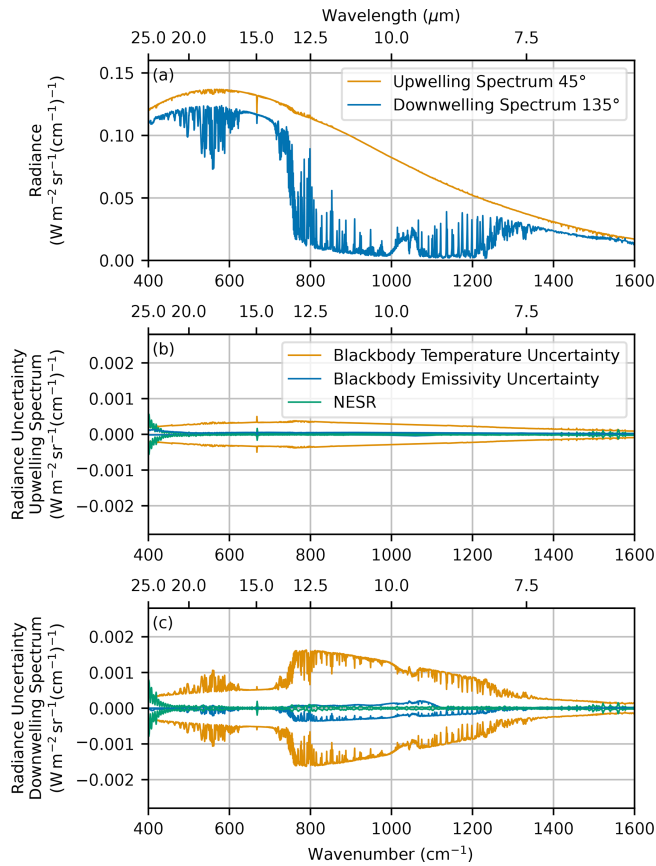 Wavelength (μm)
25.0 20.0 15.0 12.5 10.0 7.5
(a)
Upwelling Spectrum 45°
Downwelling Spectrum 135°
Radiance
(W m⁻² sr⁻¹(cm⁻¹)⁻¹)
0.15
0.10
0.05
0.00
400 600 800 1000 1200 1400 1600
25.0 20.0 15.0 12.5 10.0 7.5
(b)
Blackbody Temperature Uncertainty
Blackbody Emissivity Uncertainty
NESR
Radiance Uncertainty
Upwelling Spectrum
(W m⁻² sr⁻¹(cm⁻¹)⁻¹)
0.002
0.001
0.000
−0.001
−0.002
400 600 800 1000 1200 1400 1600
25.0 20.0 15.0 12.5 10.0 7.5
(c)
Radiance Uncertainty
Downwelling Spectrum
(W m⁻² sr⁻¹(cm⁻¹)⁻¹)
0.002
0.001
0.000
−0.001
−0.002
400 600 800 1000 1200 1400 1600
Wavenumber (cm⁻¹)